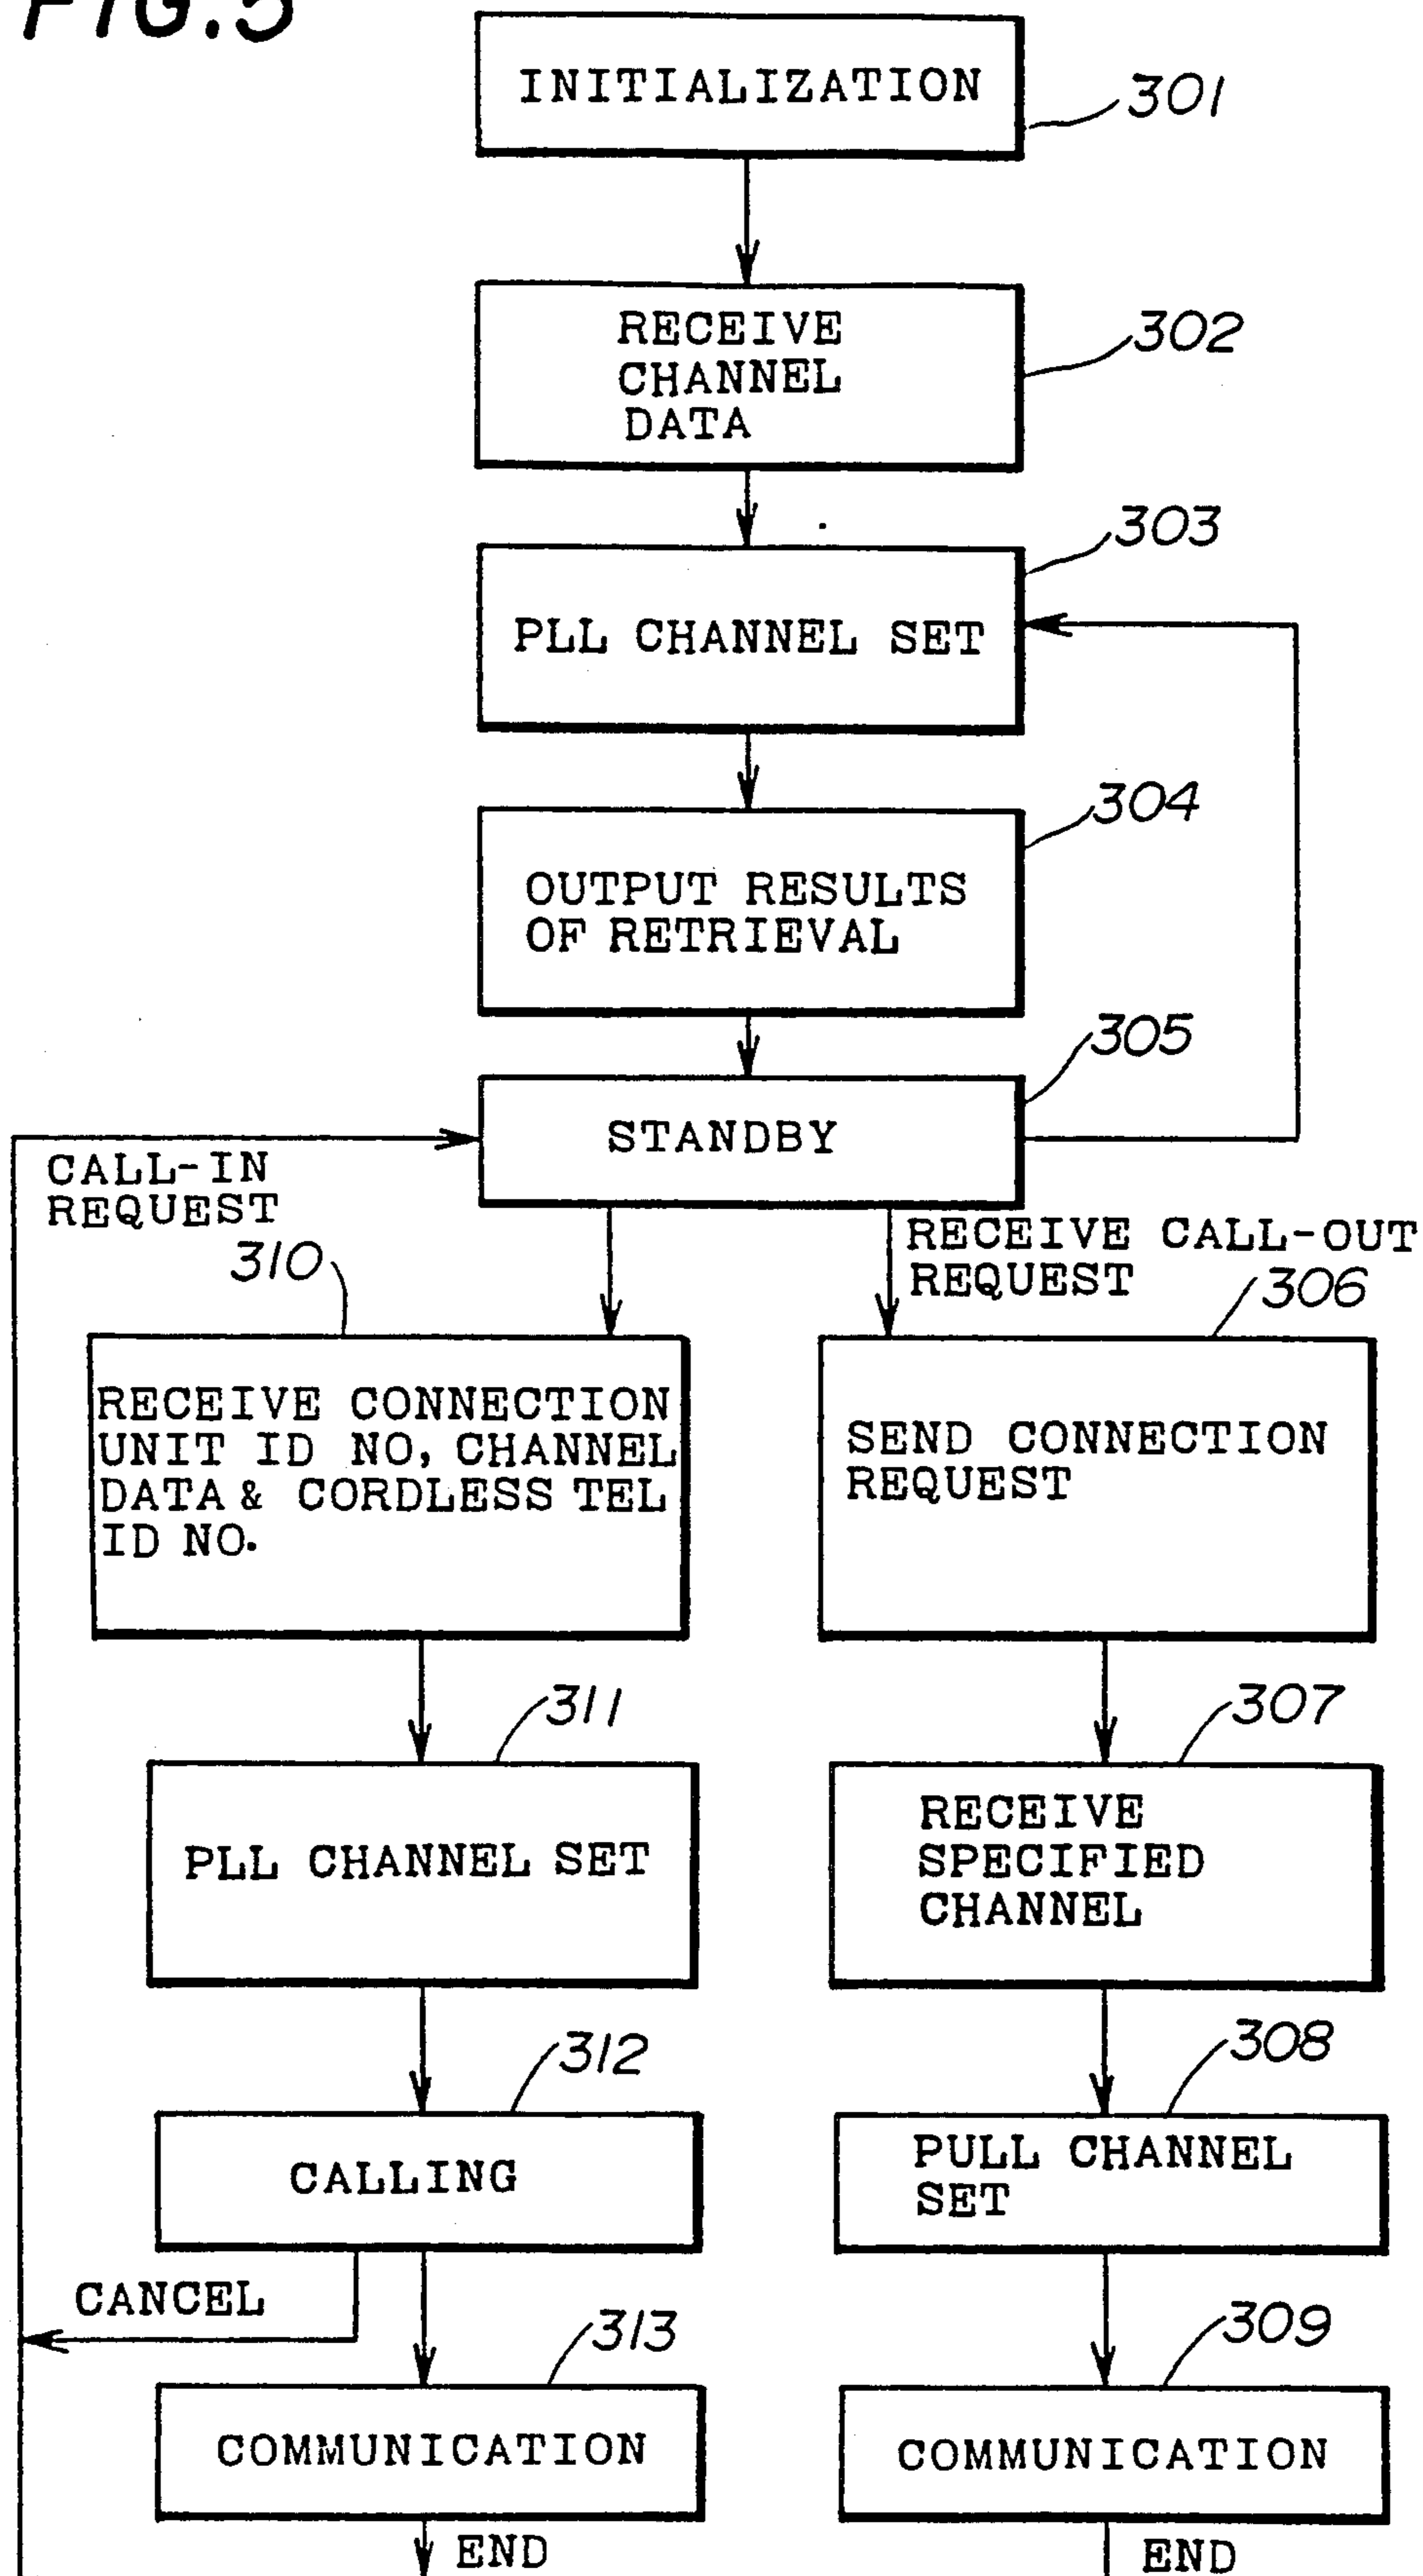 FIG.5
INITIALIZATION
301
RECEIVE
CHANNEL
DATA
302
303
PLL CHANNEL SET
304
OUTPUT RESULTS
OF RETRIEVAL
305
STANDBY
CALL-IN
REQUEST
RECEIVE CALL-OUT
REQUEST
310
306
RECEIVE CONNECTION
UNIT ID NO, CHANNEL
DATA & CORDLESS TEL
ID NO.
SEND CONNECTION
REQUEST
311
307
PLL CHANNEL SET
RECEIVE
SPECIFIED
CHANNEL
312
308
CALLING
PULL CHANNEL
SET
CANCEL
313
309
COMMUNICATION
COMMUNICATION
END
END